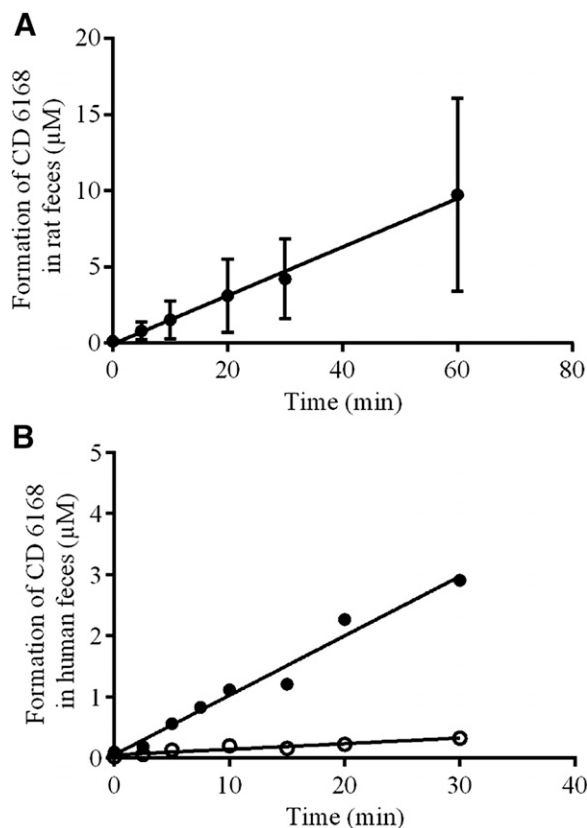 A
Formation of CD 6168
in rat feces (µM)
20
15
10
5
0
0 20 40 60 80
Time (min)
B
Formation of CD 6168
in human feces (µM)
5
4
3
2
1
0
0 10 20 30 40
Time (min)